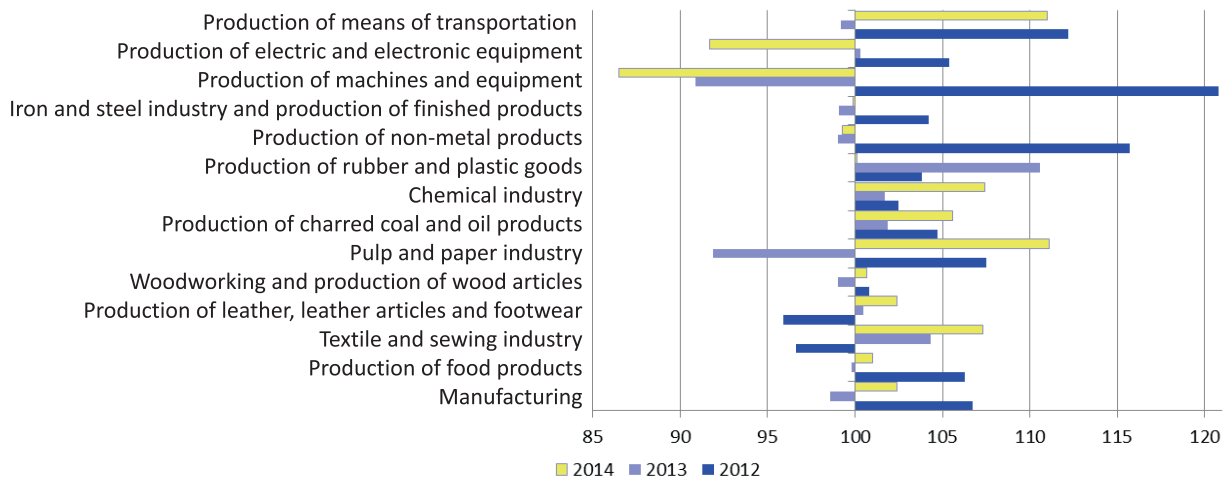 Production of means of transportation
Production of electric and electronic equipment
Production of machines and equipment
Iron and steel industry and production of finished products
Production of non-metal products
Production of rubber and plastic goods
Chemical industry
Production of charred coal and oil products
Pulp and paper industry
Woodworking and production of wood articles
Production of leather, leather articles and footwear
Textile and sewing industry
Production of food products
Manufacturing
85 90 95 100 105 110 115 120
2014 2013 2012